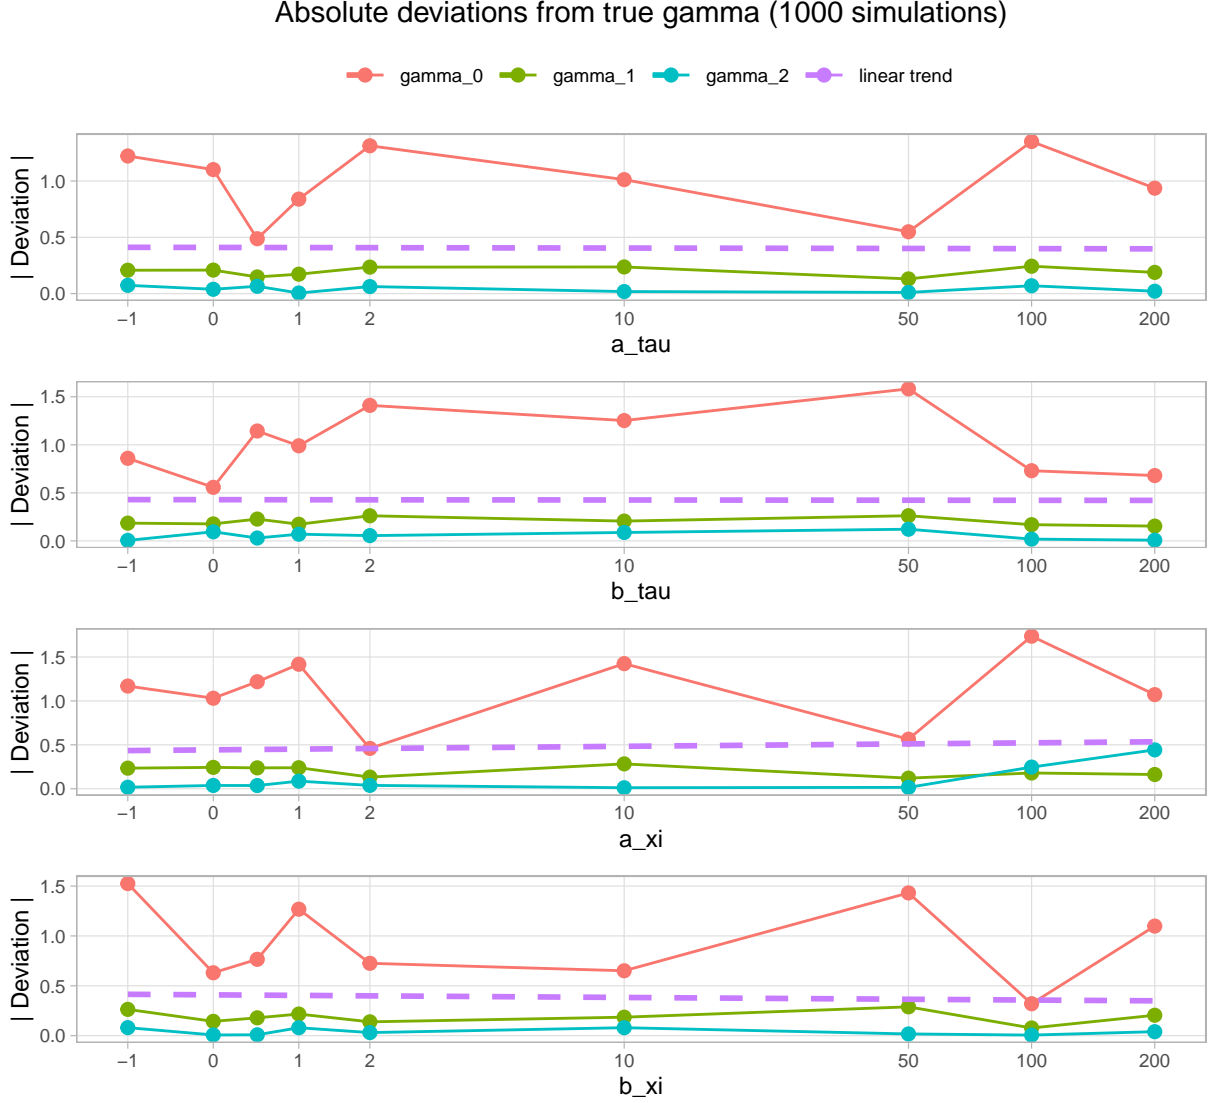 Absolute deviations from true gamma (1000 simulations)
gamma_0 gamma_1 gamma_2 linear trend
| Deviation |
1.0
0.5
0.0
−1 0 1 2 10 50 100 200
a_tau
| Deviation |
1.5
1.0
0.5
0.0
−1 0 1 2 10 50 100 200
b_tau
| Deviation |
1.5
1.0
0.5
0.0
−1 0 1 2 10 50 100 200
a_xi
| Deviation |
1.5
1.0
0.5
0.0
−1 0 1 2 10 50 100 200
b_xi